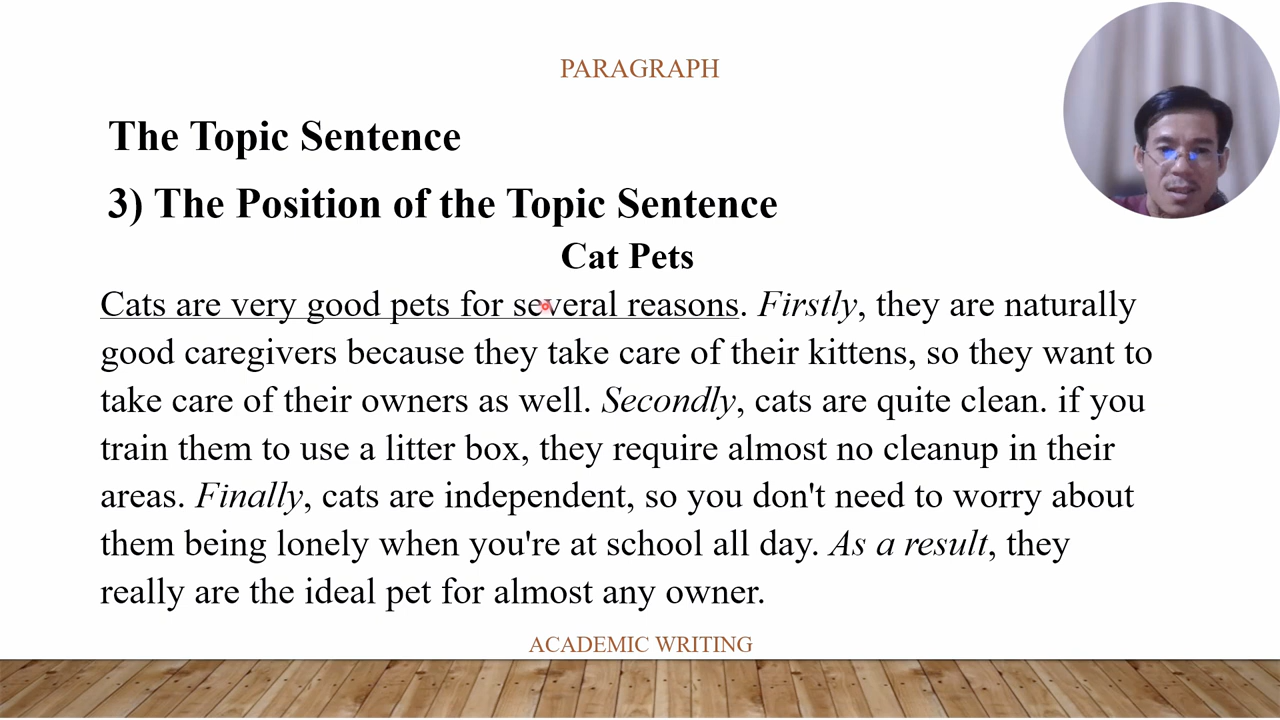 PARAGRAPH
The Topic Sentence
3) The Position of the Topic Sentence
Cat Pets
Cats are very good pets for several reasons. Firstly, they are naturally
good caregivers because they take care of their kittens, so they want to
take care of their owners as well. Secondly, cats are quite clean. if you
train them to use a litter box, they require almost no cleanup in their
areas. Finally, cats are independent, so you don't need to worry about
them being lonely when you're at school all day. As a result, they
really are the ideal pet for almost any owner.
ACADEMIC WRITING